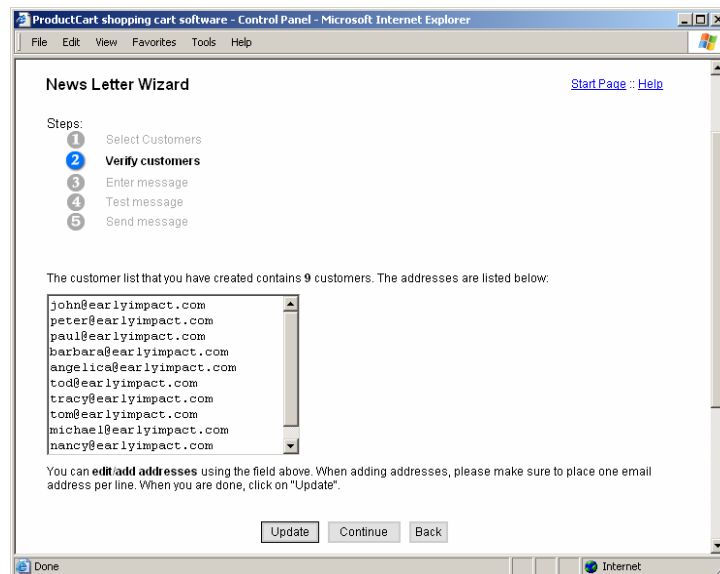 ProductCart shopping cart software - Control Panel - Microsoft Internet Explorer
File Edit View Favorites Tools Help
News Letter Wizard
Start Page :: Help
Steps:
1 Select Customers
2 Verify customers
3 Enter message
4 Test message
5 Send message
The customer list that you have created contains 9 customers. The addresses are listed below:
john@earlyimpact.com
peter@earlyimpact.com
paul@earlyimpact.com
barbara@earlyimpact.com
angelica@earlyimpact.com
tod@earlyimpact.com
tracy@earlyimpact.com
tom@earlyimpact.com
michael@earlyimpact.com
nancy@earlyimpact.com
You can edit/add addresses using the field above. When adding addresses, please make sure to place one email
address per line. When you are done, click on "Update".
Update Continue Back
Done Internet